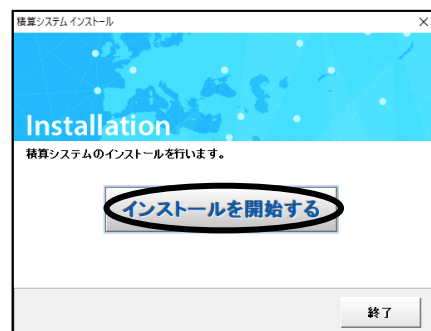 積算システム インストール
Installation
積算システムのインストールを行います。
インストールを開始する
終了